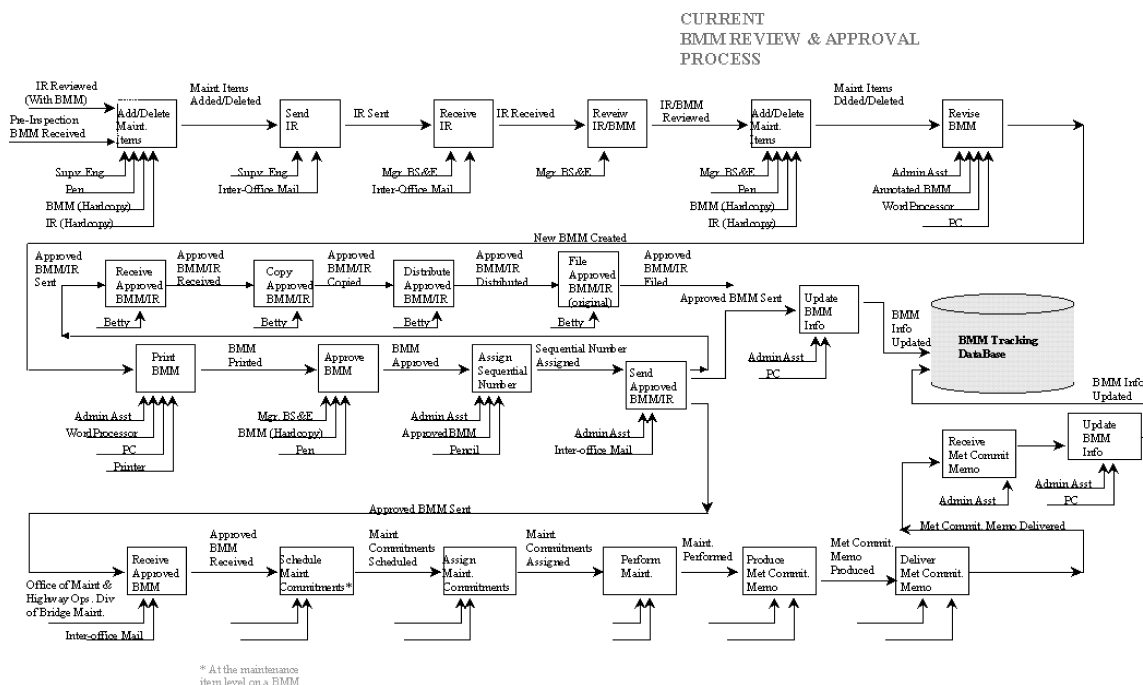 CURRENT
BMM REVIEW & APPROVAL
PROCESS
IR Reviewed
(With BMM)
Pre-Inspection
BMM Received
Add/Delete
Maint.
Items
Supv. Eng.
Pen
BMM (Hardcopy)
IR (Hardcopy)
Maint Items
Added/Deleted
Send
IR
Supv. Eng
Inter-Office Mail
IR Sent
Receive
IR
Mgr. BS&E
Inter-Office Mail
IR Received
Reveiw
IR/BMM
Mgr. BS&E
IR/BMM
Reviewed
Add/Delete
Maint.
Items
Mgr. BS&E
Pen
BMM (Hardcopy)
IR (Hardcopy)
Maint Items
Ddded/Deleted
Revise
BMM
Admin Asst
Annotated BMM
WordProcessor
PC
New BMM Created
Approved
BMM/IR
Sent
Receive
Approved
BMM/IR
Betty
Approved
BMM/IR
Received
Copy
Approved
BMM/IR
Betty
Approved
BMM/IR
Copied
Distribute
Approved
BMM/IR
Betty
Approved
BMM/IR
Distributed
File
Approved
BMM/IR
(original)
Betty
Approved
BMM/IR
Filed
Approved BMM Sent
Update
BMM
Info
Admin Asst
PC
BMM
Info
Updated
BMM Tracking
DataBase
BMM Info
Updated
Print
BMM
Admin Asst
WordProcessor
PC
Printer
BMM
Printed
Approve
BMM
Mgr. BS&E
BMM (Hardcopy)
Pen
BMM
Approved
Assign
Sequential
Number
Admin Asst
Approved BMM
Pencil
Sequential Number
Assigned
Send
Approved
BMM/IR
Admin Asst
Inter-office Mail
Receive
Met Commit
Memo
Admin Asst
Update
BMM
Info
Admin Asst
PC
Approved BMM Sent
Met Commit. Memo Delivered
Receive
Approved
BMM
Office of Maint &
Highway Ops. Div
of Bridge Maint.
Inter-office Mail
Approved
BMM
Received
Schedule
Maint
Commitments*
Maint
Commitments
Scheduled
Assign
Maint.
Commitments
Maint
Commitments
Assigned
Perform
Maint.
Maint.
Performed
Produce
Met Commit.
Memo
Met Commit.
Memo
Produced
Deliver
Met Commit.
Memo
* At the maintenance
item level on a BMM